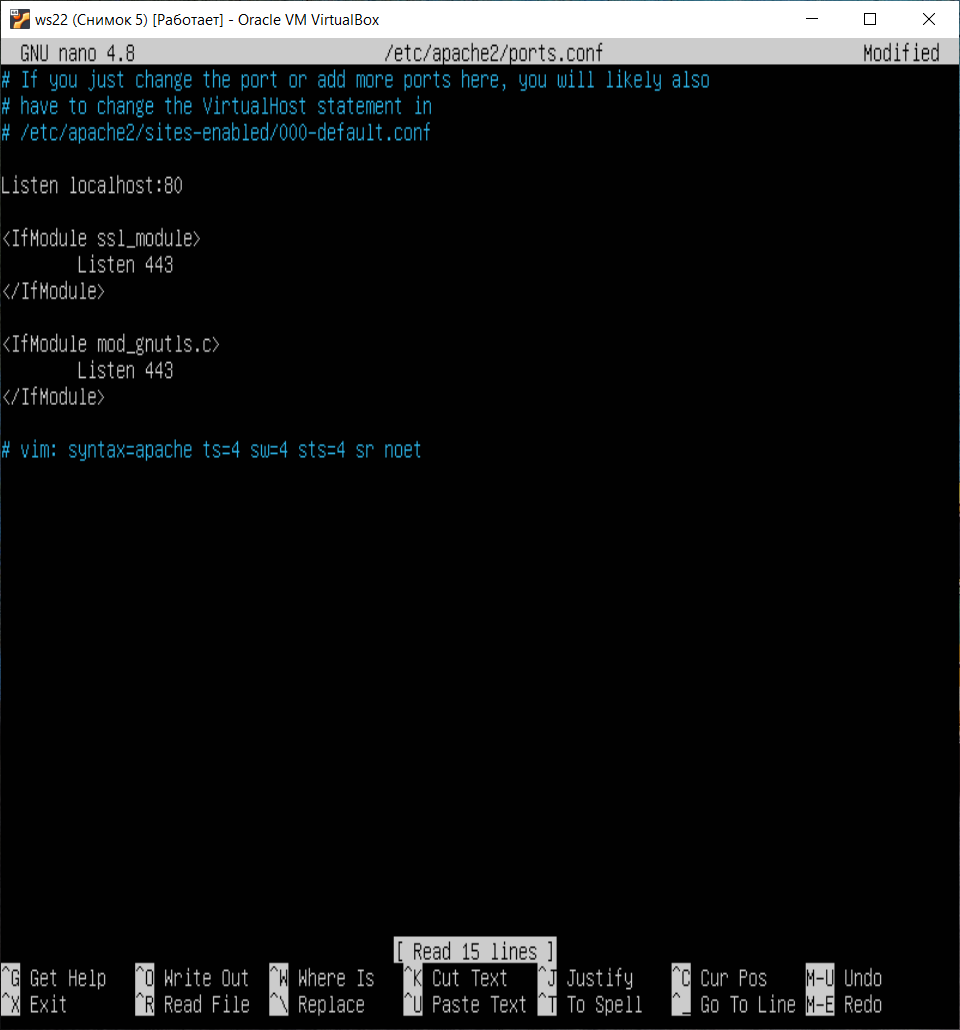 ws22 (Снимок 5) [Работает] - Oracle VM VirtualBox
GNU nano 4.8 /etc/apache2/ports.conf Modified
# If you just change the port or add more ports here, you will likely also
# have to change the VirtualHost statement in
# /etc/apache2/sites-enabled/000-default.conf
Listen localhost:80
<IfModule ssl_module>
        Listen 443
</IfModule>
<IfModule mod_gnutls.c>
        Listen 443
</IfModule>
# vim: syntax=apache ts=4 sw=4 sts=4 sr noet
[ Read 15 lines ]
^G Get Help ^O Write Out ^W Where Is ^K Cut Text ^J Justify ^C Cur Pos M-U Undo
^X Exit ^R Read File ^\ Replace ^U Paste Text ^T To Spell ^_ Go To Line M-E Redo